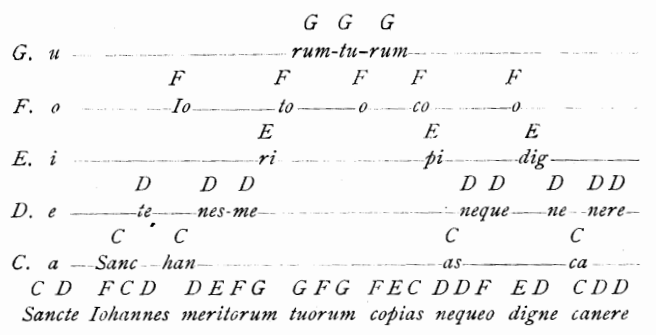 G G G
G. u rum-tu-rum
F F F F F
F. o Io to o co o
E E E
E. i ri pi dig
D D D D D D D D
D. e te nes-me neque ne nere
C C C C
C. a Sanc han as ca
C D F C D D E F G G F G F E C D D F E D C D D
Sancte Iohannes meritorum tuorum copias nequeo digne canere